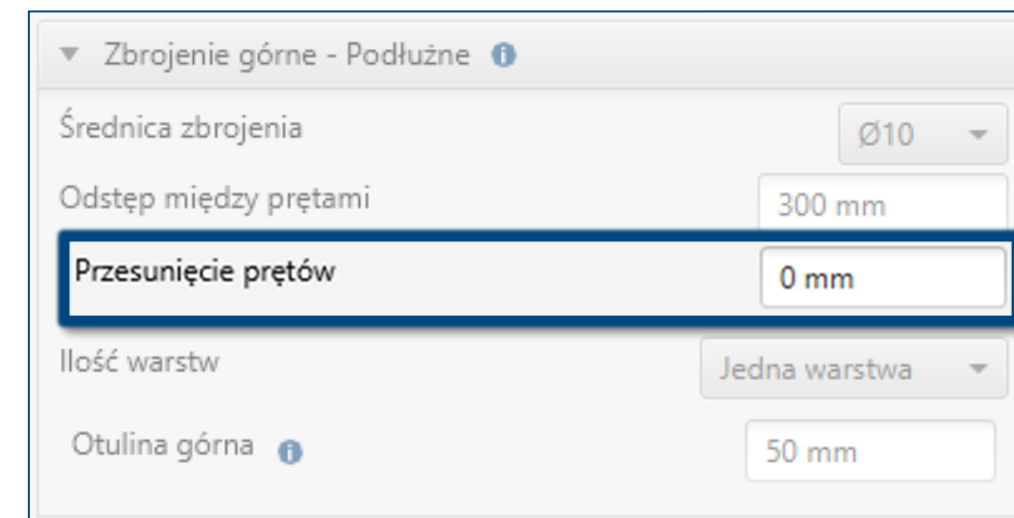 Zbrojenie górne - Podłużne
Średnica zbrojenia Ø10
Odstęp między prętami 300 mm
Przesunięcie prętów 0 mm
Ilość warstw Jedna warstwa
Otulina górna 50 mm